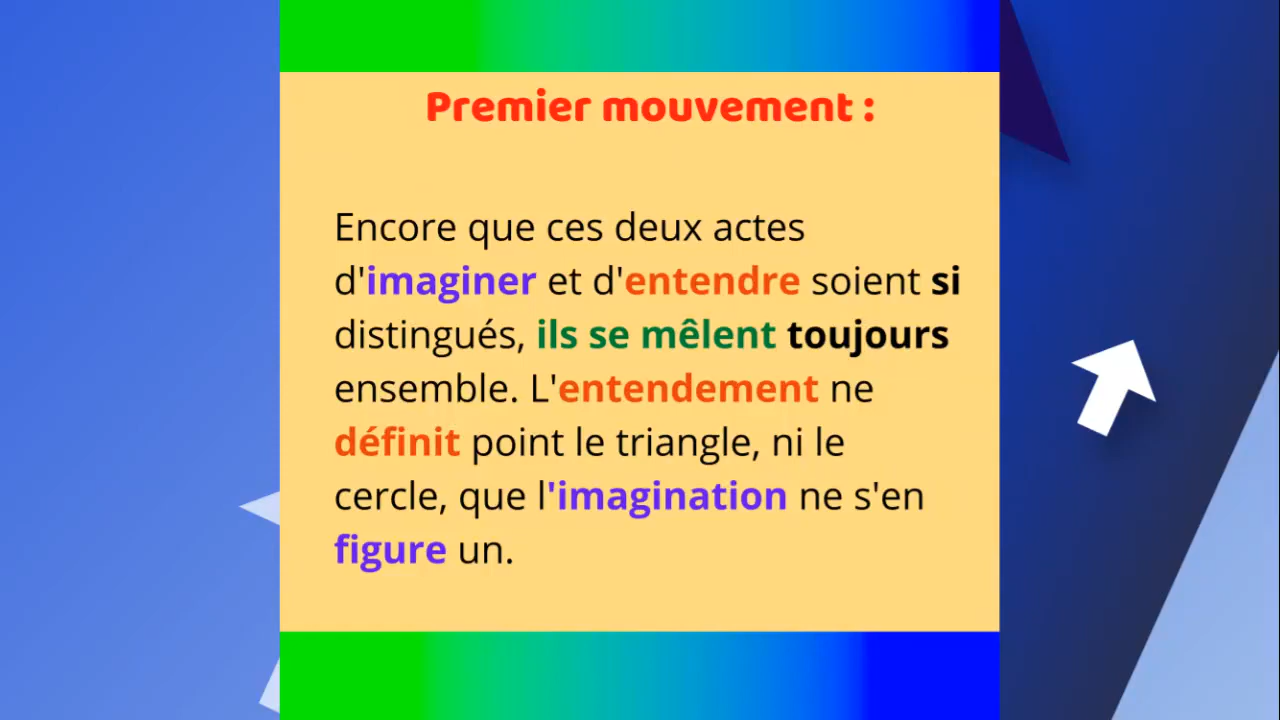 Premier mouvement :
Encore que ces deux actes
d'imaginer et d'entendre soient si
distingués, ils se mêlent toujours
ensemble. L'entendement ne
définit point le triangle, ni le
cercle, que l'imagination ne s'en
figure un.